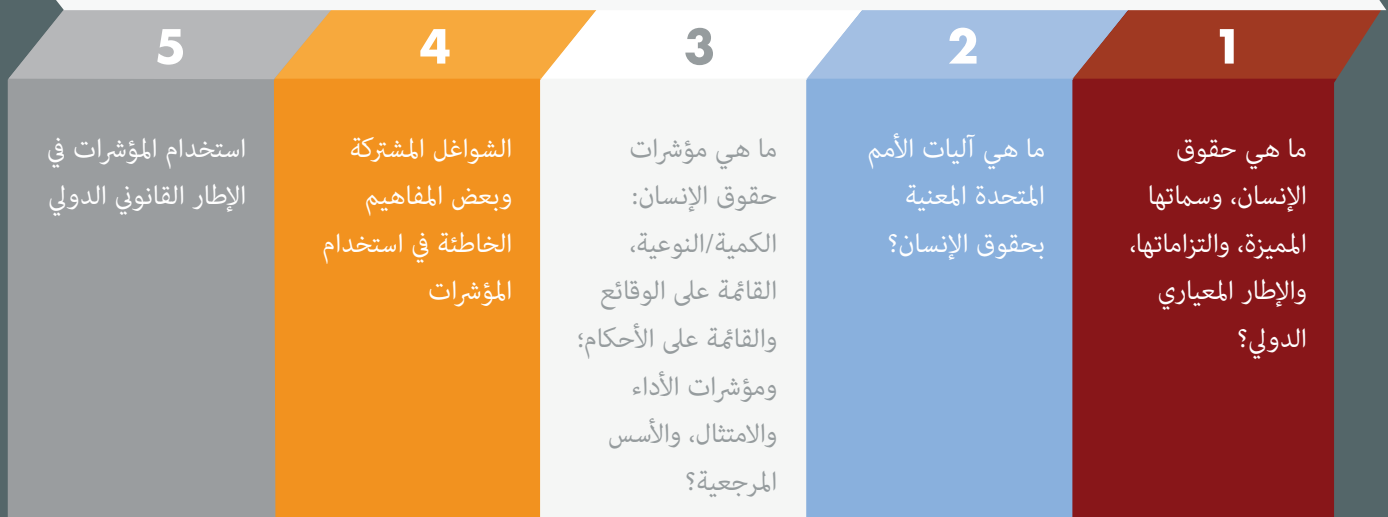 1
ما هي حقوق
الإنسان، وسماتها
المميزة، والتزاماتها،
والإطار المعياري
الدولي؟
2
ما هي آليات الأمم
المتحدة المعنية
بحقوق الإنسان؟
3
ما هي مؤشرات
حقوق الإنسان:
الكمية/النوعية،
القائمة على الوقائع
والقائمة على الأحكام؛
ومؤشرات الأداء
والامتثال، والأسس
المرجعية؟
4
الشواغل المشتركة
وبعض المفاهيم
الخاطئة في استخدام
المؤشرات
5
استخدام المؤشرات في
الإطار القانوني الدولي